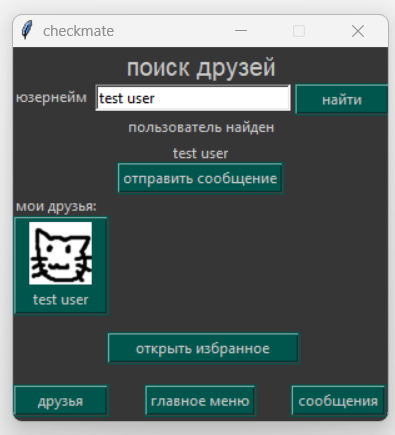 checkmate
поиск друзей
юзернейм test user найти
пользователь найден
test user
отправить сообщение
мои друзья:
test user
открыть избранное
друзья главное меню сообщения